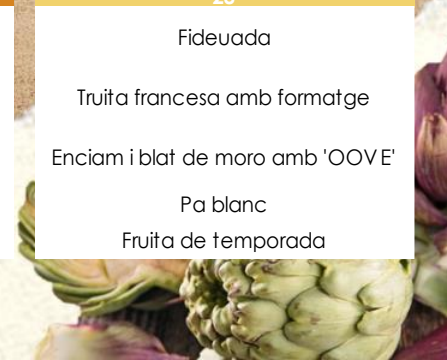 Fideuada
Truita francesa amb formatge
Enciam i blat de moro amb 'OOVE'
Pa blanc
Fruita de temporada